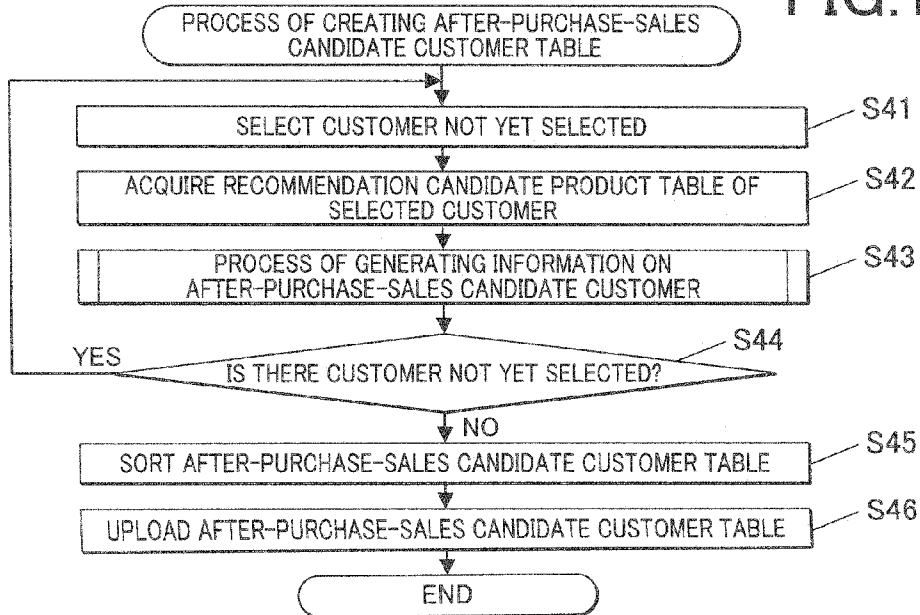 PROCESS OF CREATING AFTER-PURCHASE-SALES
CANDIDATE CUSTOMER TABLE
S41
SELECT CUSTOMER NOT YET SELECTED
S42
ACQUIRE RECOMMENDATION CANDIDATE PRODUCT TABLE OF
SELECTED CUSTOMER
S43
PROCESS OF GENERATING INFORMATION ON
AFTER-PURCHASE-SALES CANDIDATE CUSTOMER
S44
YES
IS THERE CUSTOMER NOT YET SELECTED?
NO
S45
SORT AFTER-PURCHASE-SALES CANDIDATE CUSTOMER TABLE
S46
UPLOAD AFTER-PURCHASE-SALES CANDIDATE CUSTOMER TABLE
END